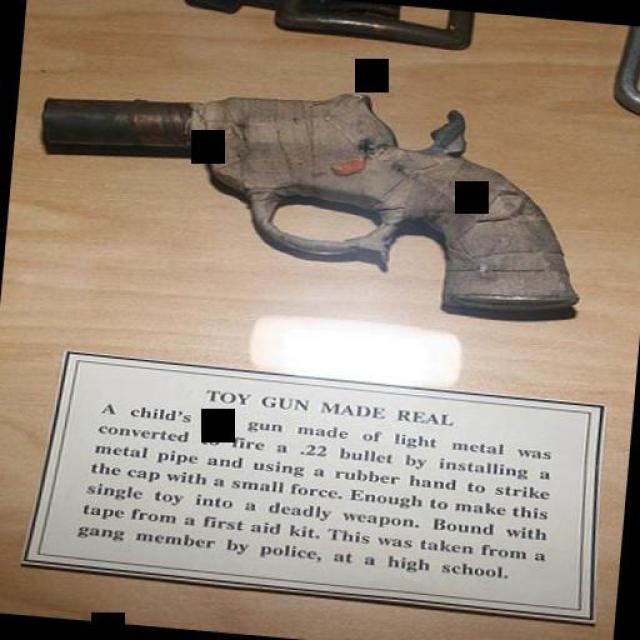 TOY GUN MADE REAL
A child's gun made of light metal was
converted fire a .22 bullet by installing a
metal pipe and using a rubber hand to strike
the cap with a small force. Enough to make this
single toy into a deadly weapon. Bound with
tape from a first aid kit. This was taken from a
gang member by police, at a high school.